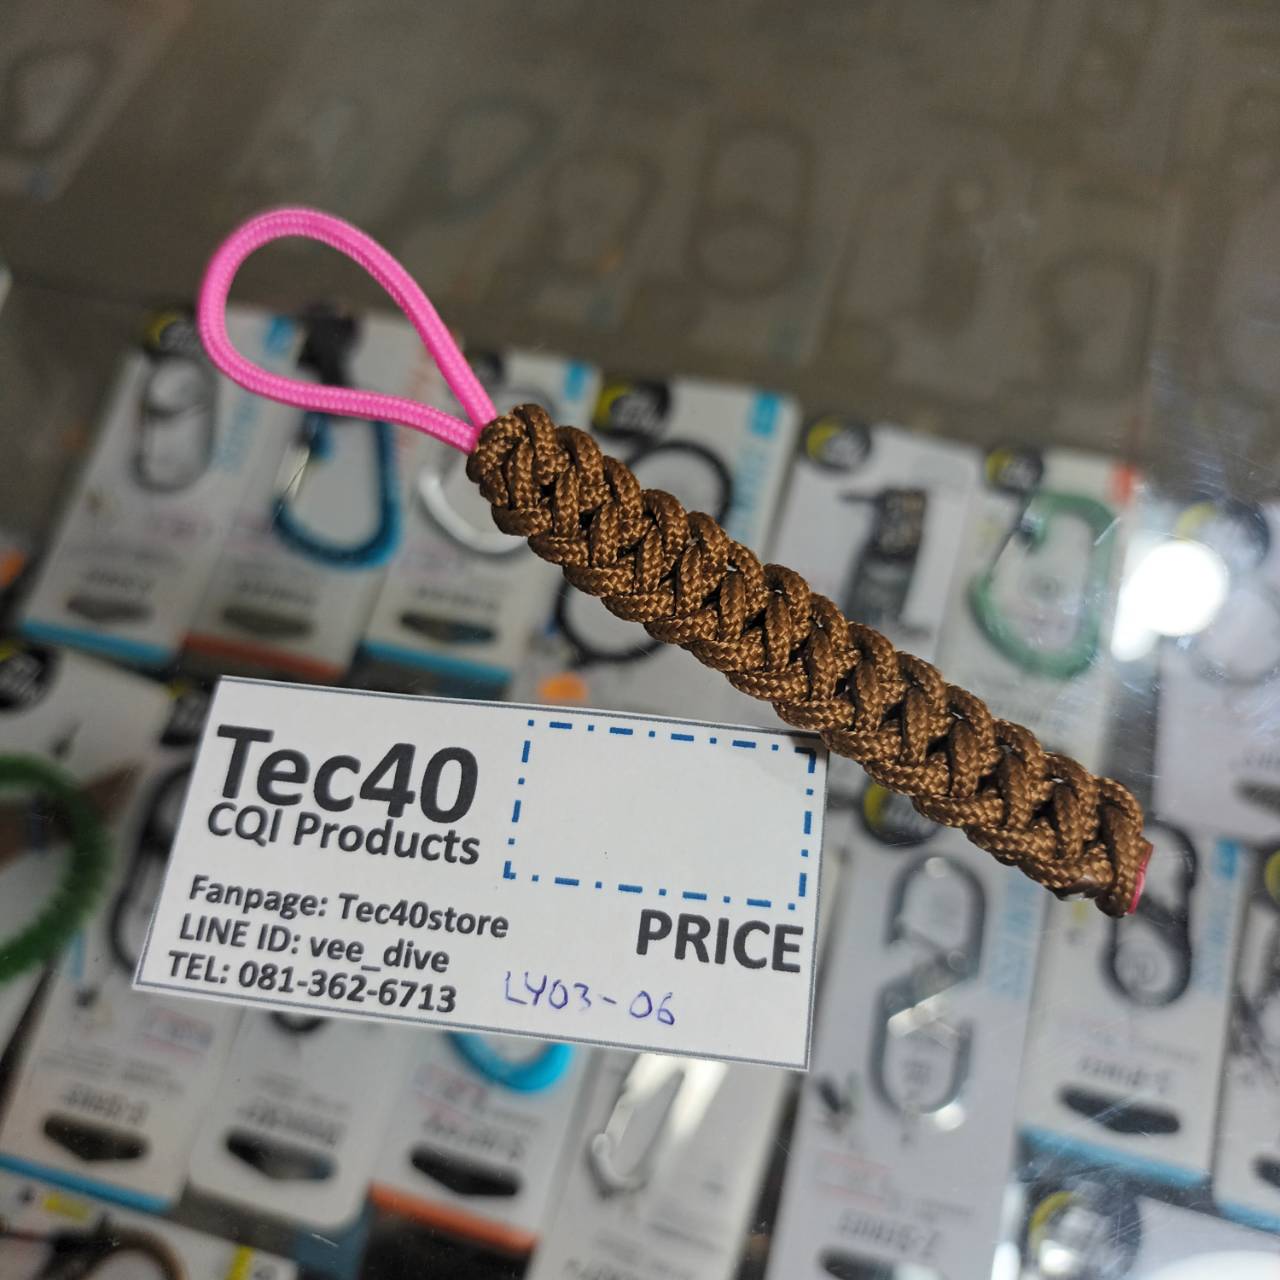 Tec40
CQI Products
Fanpage: Tec40store
LINE ID: vee_dive
TEL: 081-362-6713
PRICE
LY03-06